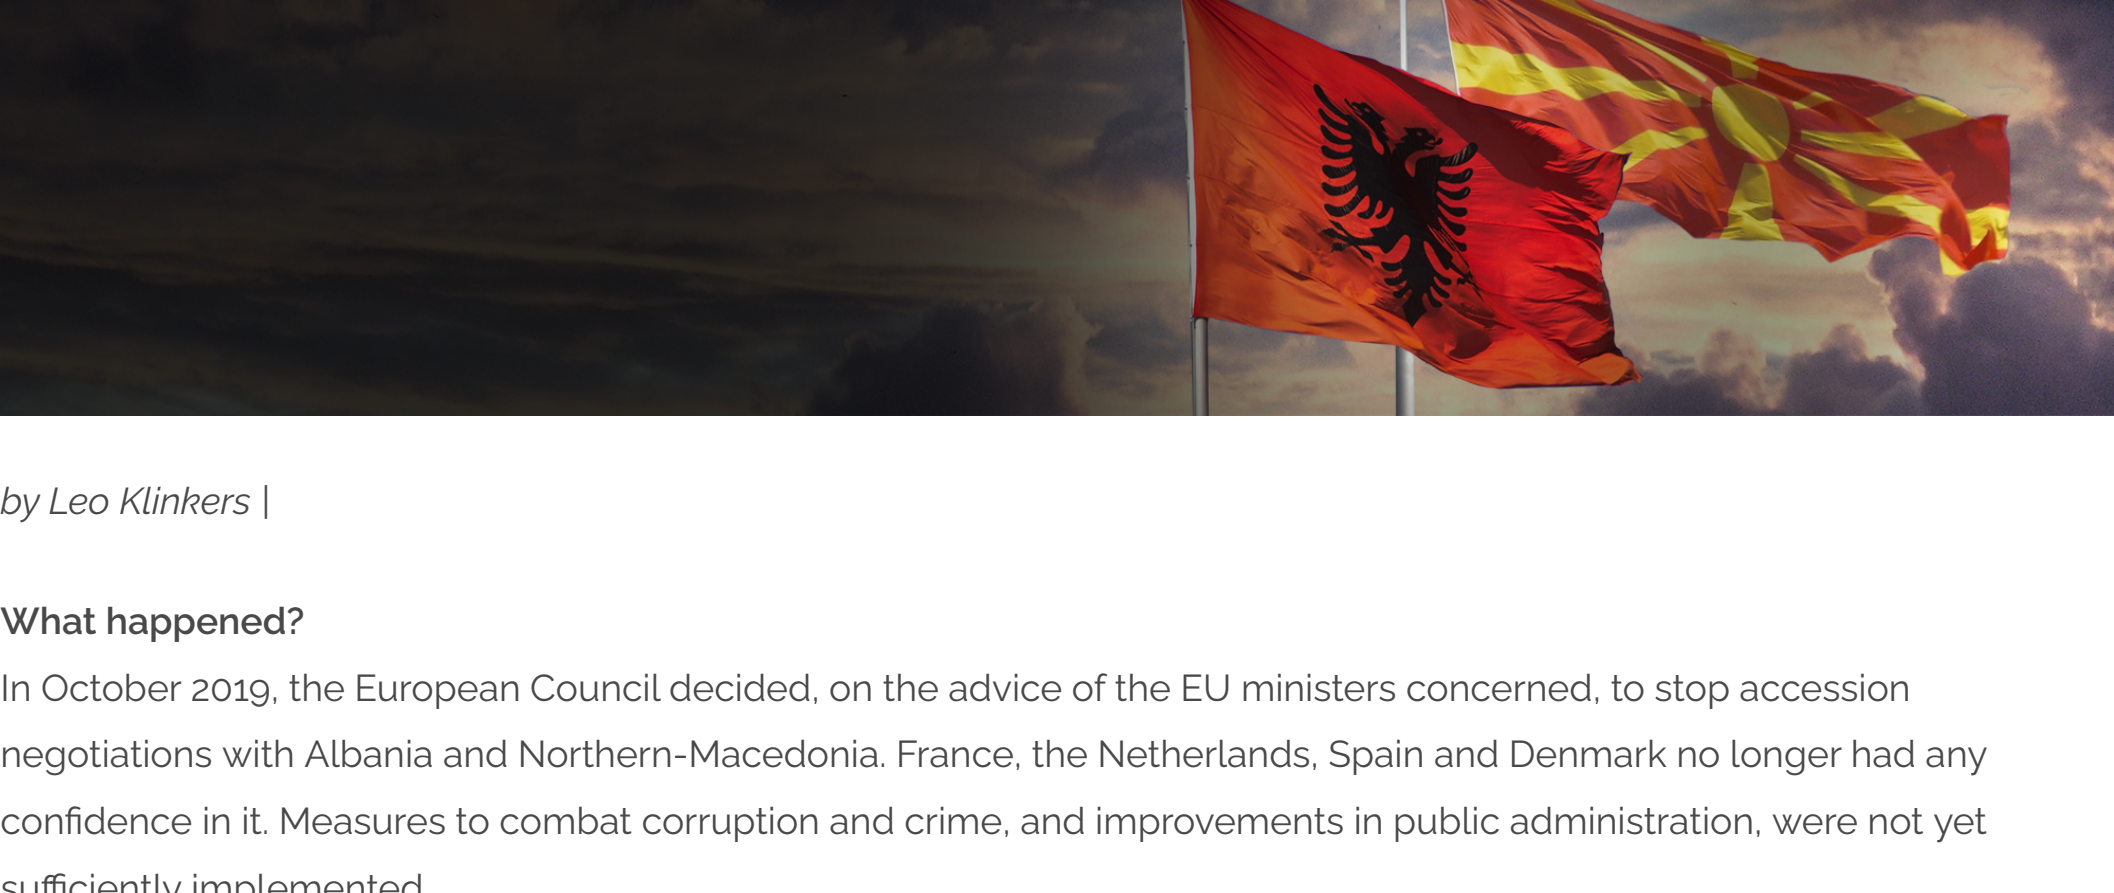 by Leo Klinkers |
What happened?
In October 2019, the European Council decided, on the advice of the EU ministers concerned, to stop accession
negotiations with Albania and Northern-Macedonia. France, the Netherlands, Spain and Denmark no longer had any
confidence in it. Measures to combat corruption and crime, and improvements in public administration, were not yet
sufficiently implemented.